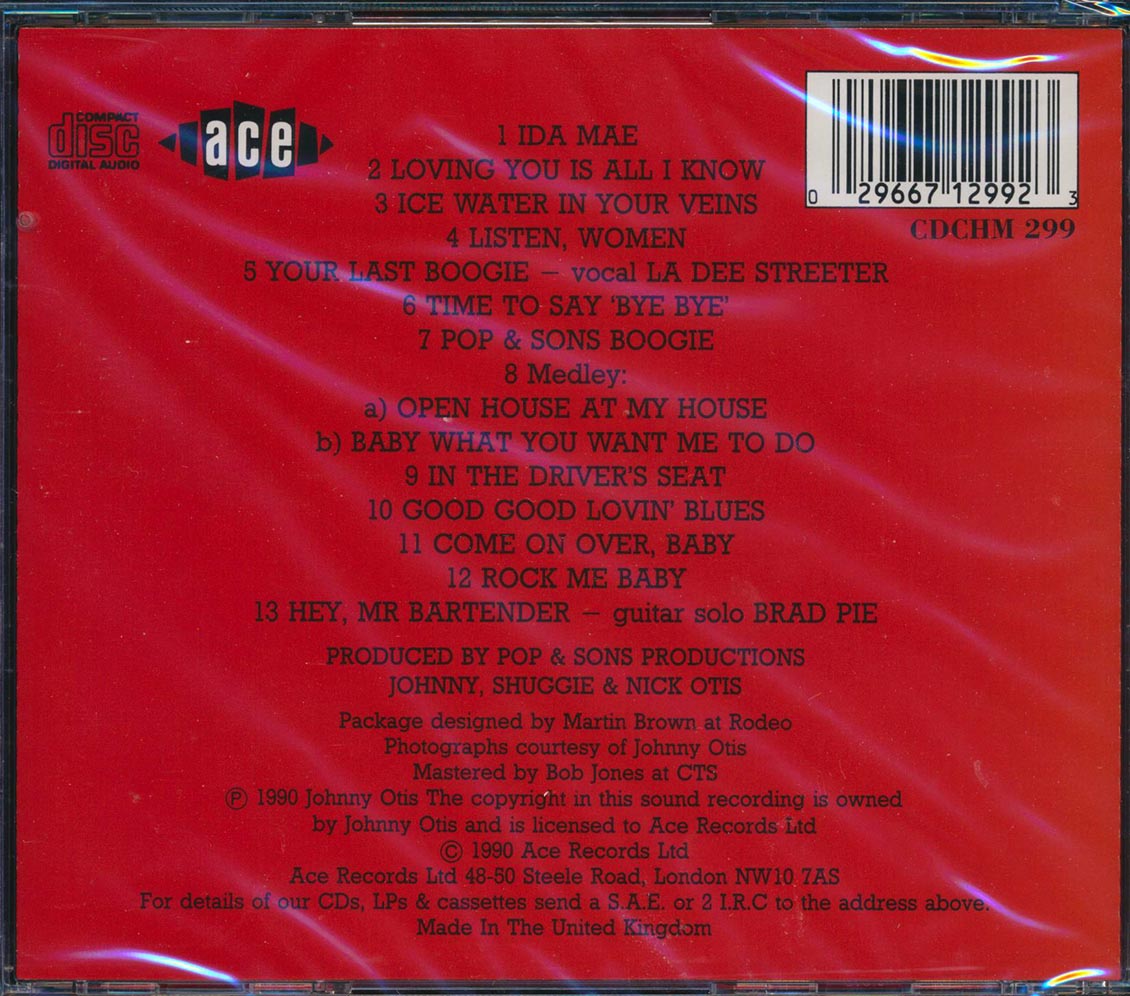 COMPACT
disc
DIGITAL AUDIO
ace
0 29667 12992 3
CDCHM 299
1 IDA MAE
2 LOVING YOU IS ALL I KNOW
3 ICE WATER IN YOUR VEINS
4 LISTEN, WOMEN
5 YOUR LAST BOOGIE – vocal LA DEE STREETER
6 TIME TO SAY 'BYE BYE'
7 POP & SONS BOOGIE
8 Medley:
a) OPEN HOUSE AT MY HOUSE
b) BABY WHAT YOU WANT ME TO DO
9 IN THE DRIVER'S SEAT
10 GOOD GOOD LOVIN' BLUES
11 COME ON OVER, BABY
12 ROCK ME BABY
13 HEY, MR BARTENDER – guitar solo BRAD PIE
PRODUCED BY POP & SONS PRODUCTIONS
JOHNNY, SHUGGIE & NICK OTIS
Package designed by Martin Brown at Rodeo
Photographs courtesy of Johnny Otis
Mastered by Bob Jones at CTS
℗ 1990 Johnny Otis The copyright in this sound recording is owned
by Johnny Otis and is licensed to Ace Records Ltd
© 1990 Ace Records Ltd
Ace Records Ltd 48-50 Steele Road, London NW10 7AS
For details of our CDs, LPs & cassettes send a S.A.E. or 2 I.R.C to the address above.
Made In The United Kingdom